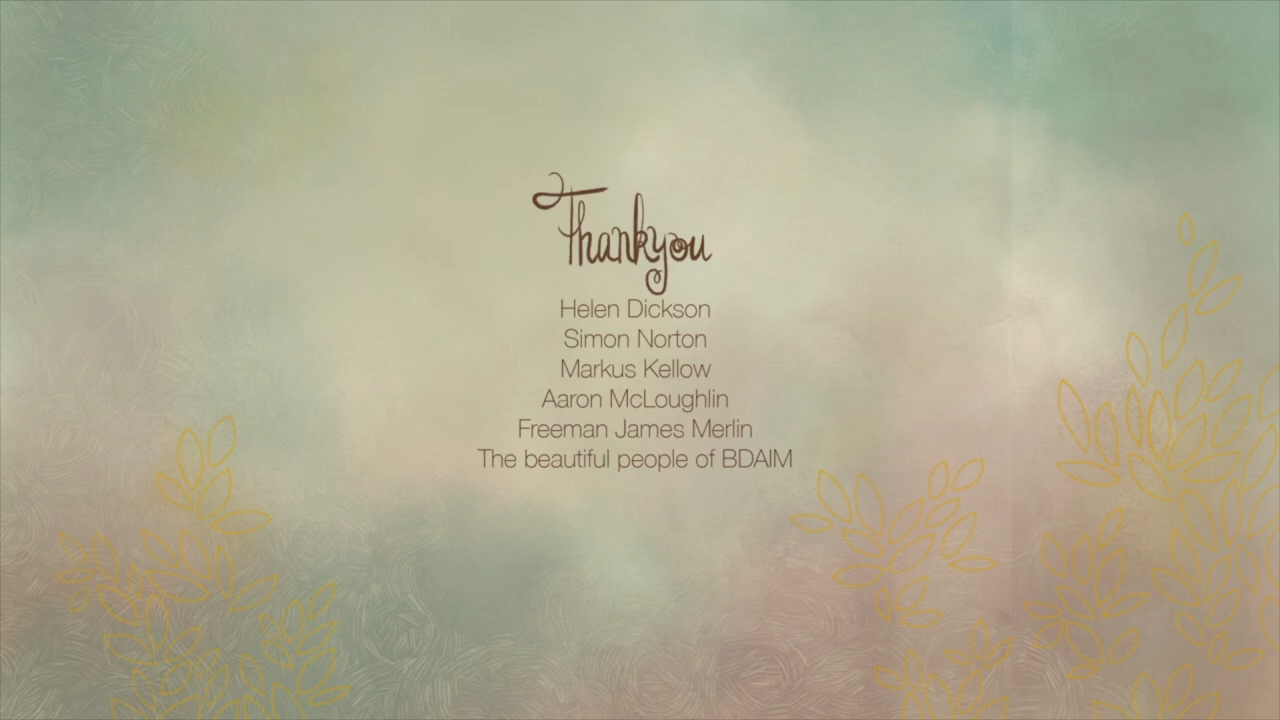 Thankyou
Helen Dickson
Simon Norton
Markus Kellow
Aaron McLoughlin
Freeman James Merlin
The beautiful people of BDAIM